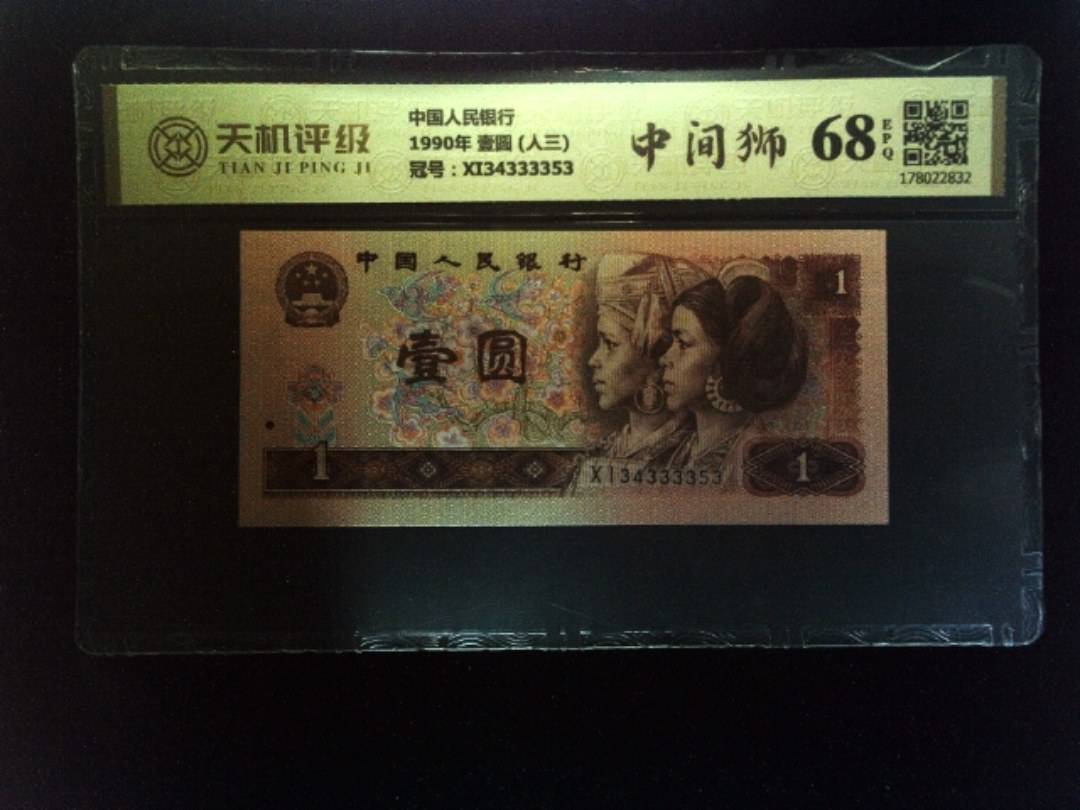 天机评级
TIAN JI PING JI
中国人民银行
1990年 壹圆 (人三)
冠号：XI34333353
中间狮
68
EPQ
178022832
中国人民银行
1
壹圆
1
XI34333353
1